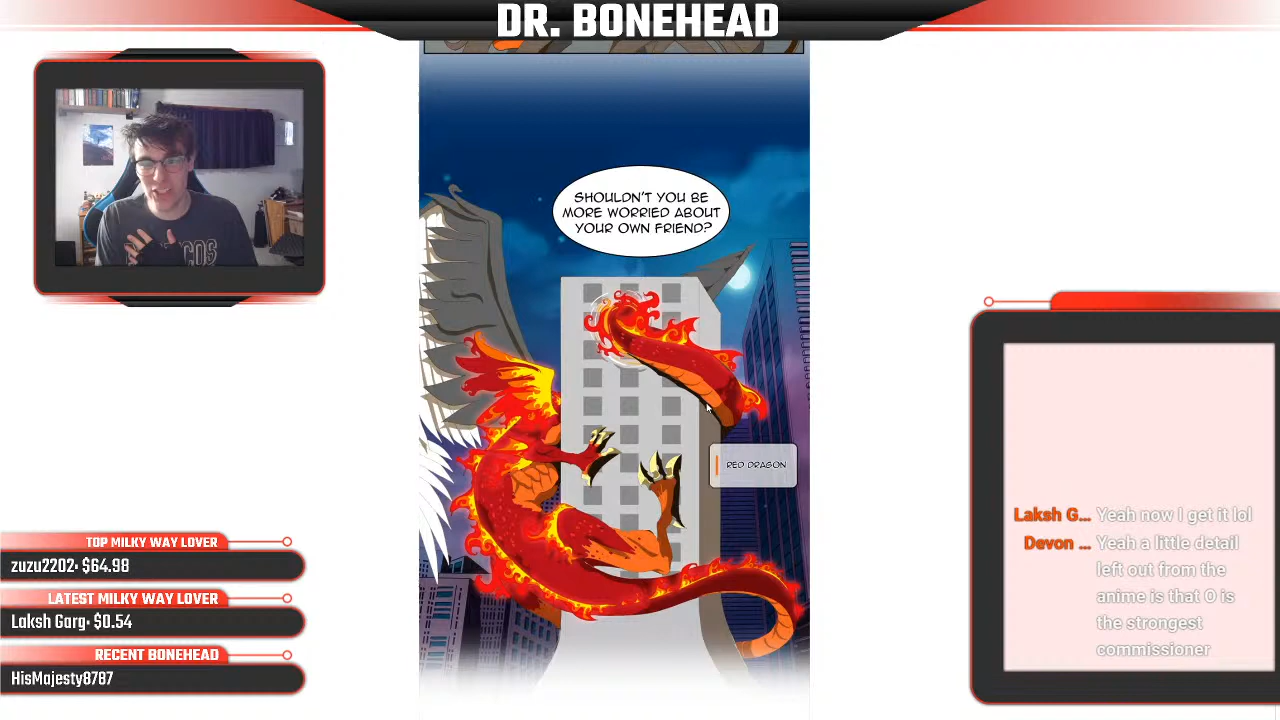 DR. BONEHEAD
SHOULDN'T YOU BE
MORE WORRIED ABOUT
YOUR OWN FRIEND?
RED DRAGON
TOP MILKY WAY LOVER
zuzu2202• $64.98
LATEST MILKY WAY LOVER
Laksh Garg• $0.54
RECENT BONEHEAD
HisMajesty8787
Laksh G... Yeah now I get it lol
Devon ... Yeah a little detail
left out from the
anime is that O is
the strongest
commissioner